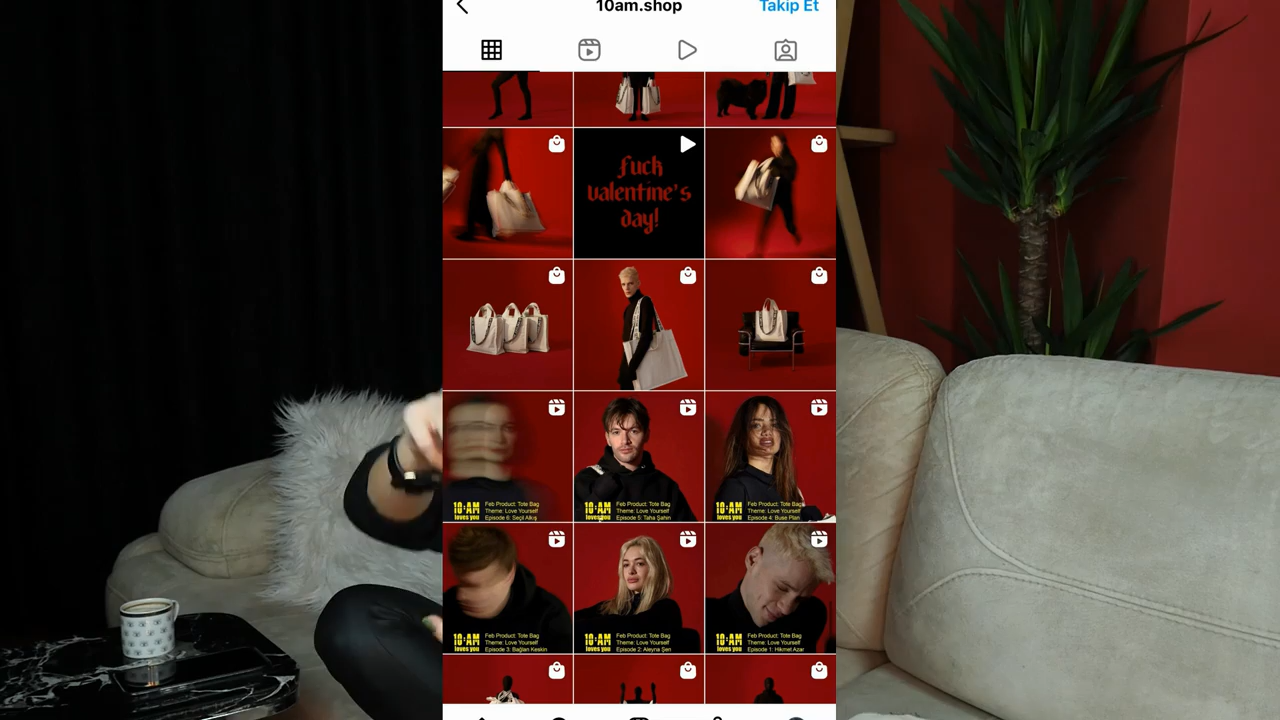 10am.shop
Takip Et
fuck
valentine's
day!
10:AM
loves you
Feb Product: Tote Bag
Theme: Love Yourself
Episode 6: Seçil Alkış
10:AM
loves you
Feb Product: Tote Bag
Theme: Love Yourself
Episode 5: Taha Şahin
10:AM
loves you
Feb Product: Tote Bag
Theme: Love Yourself
Episode 4: Buse Plan
10:AM
loves you
Feb Product: Tote Bag
Theme: Love Yourself
Episode 3: Bağlan Keskin
10:AM
loves you
Feb Product: Tote Bag
Theme: Love Yourself
Episode 2: Aleyna Şen
10:AM
loves you
Feb Product: Tote Bag
Theme: Love Yourself
Episode 1: Hikmet Azar